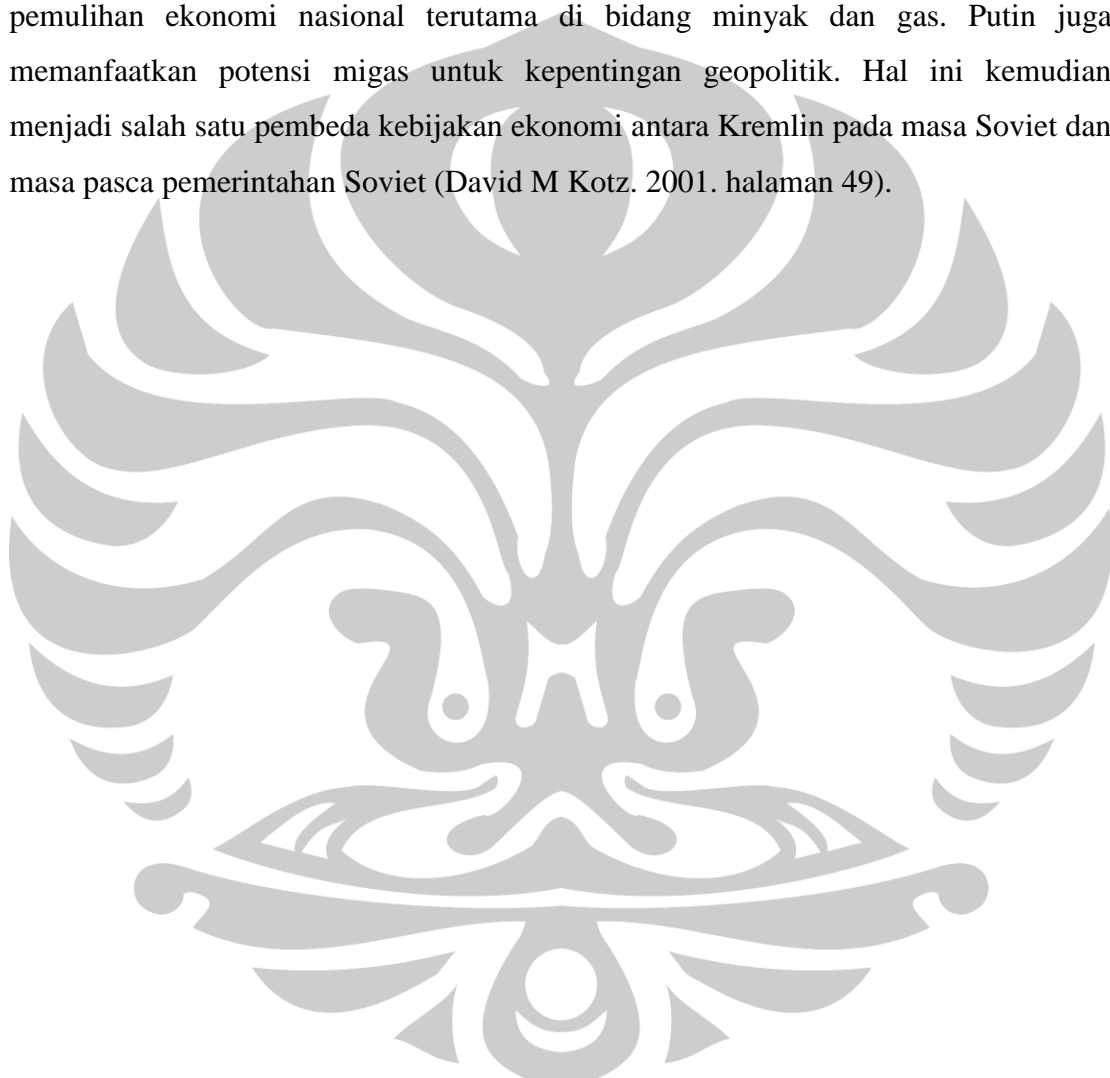 pemulihan ekonomi nasional terutama di bidang minyak dan gas. Putin juga
memanfaatkan potensi migas untuk kepentingan geopolitik. Hal ini kemudian
menjadi salah satu pembeda kebijakan ekonomi antara Kremlin pada masa Soviet dan
masa pasca pemerintahan Soviet (David M Kotz. 2001. halaman 49).